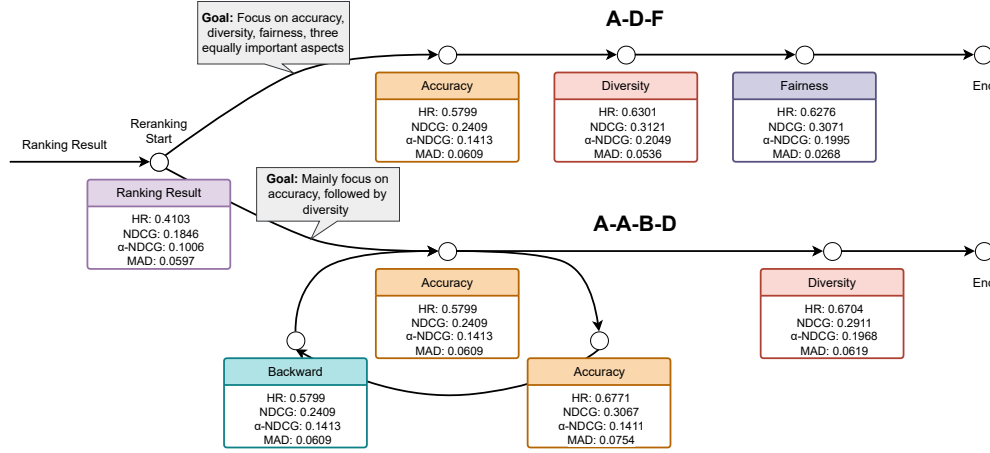 Goal: Focus on accuracy,
diversity, fairness, three
equally important aspects
A-D-F
Accuracy
HR: 0.5799
NDCG: 0.2409
α-NDCG: 0.1413
MAD: 0.0609
Diversity
HR: 0.6301
NDCG: 0.3121
α-NDCG: 0.2049
MAD: 0.0536
Fairness
HR: 0.6276
NDCG: 0.3071
α-NDCG: 0.1995
MAD: 0.0268
End
Ranking Result
Reranking
Start
Ranking Result
HR: 0.4103
NDCG: 0.1846
α-NDCG: 0.1006
MAD: 0.0597
Goal: Mainly focus on
accuracy, followed by
diversity
A-A-B-D
Accuracy
HR: 0.5799
NDCG: 0.2409
α-NDCG: 0.1413
MAD: 0.0609
Diversity
HR: 0.6704
NDCG: 0.2911
α-NDCG: 0.1968
MAD: 0.0619
End
Backward
HR: 0.5799
NDCG: 0.2409
α-NDCG: 0.1413
MAD: 0.0609
Accuracy
HR: 0.6771
NDCG: 0.3067
α-NDCG: 0.1411
MAD: 0.0754